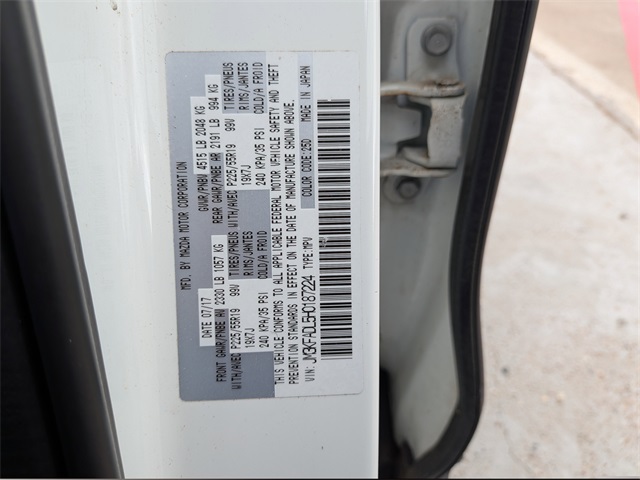 MFD. BY MAZDA MOTOR CORPORATION
DATE 07/17 GVWR/PNBV 4515 LB 2048 KG
FRONT GAWR/PNBE AV 2330 LB 1057 KG REAR GAWR/PNBE AR 2191 LB 994 KG
WITH/AVEC P225/55R19 99V TIRES/PNEUS WITH/AVEC P225/55R19 99V TIRES/PNEUS
19X7J RIMS/JANTES 19X7J RIMS/JANTES
240 KPA/35 PSI COLD/A FROID 240 KPA/35 PSI COLD/A FROID
THIS VEHICLE CONFORMS TO ALL APPLICABLE FEDERAL MOTOR VEHICLE SAFETY AND THEFT
PREVENTION STANDARDS IN EFFECT ON THE DATE OF MANUFACTURE SHOWN ABOVE.
VIN: JM3KFADL5H0187224 TYPE:MPV COLOR CODE:25D MADE IN JAPAN